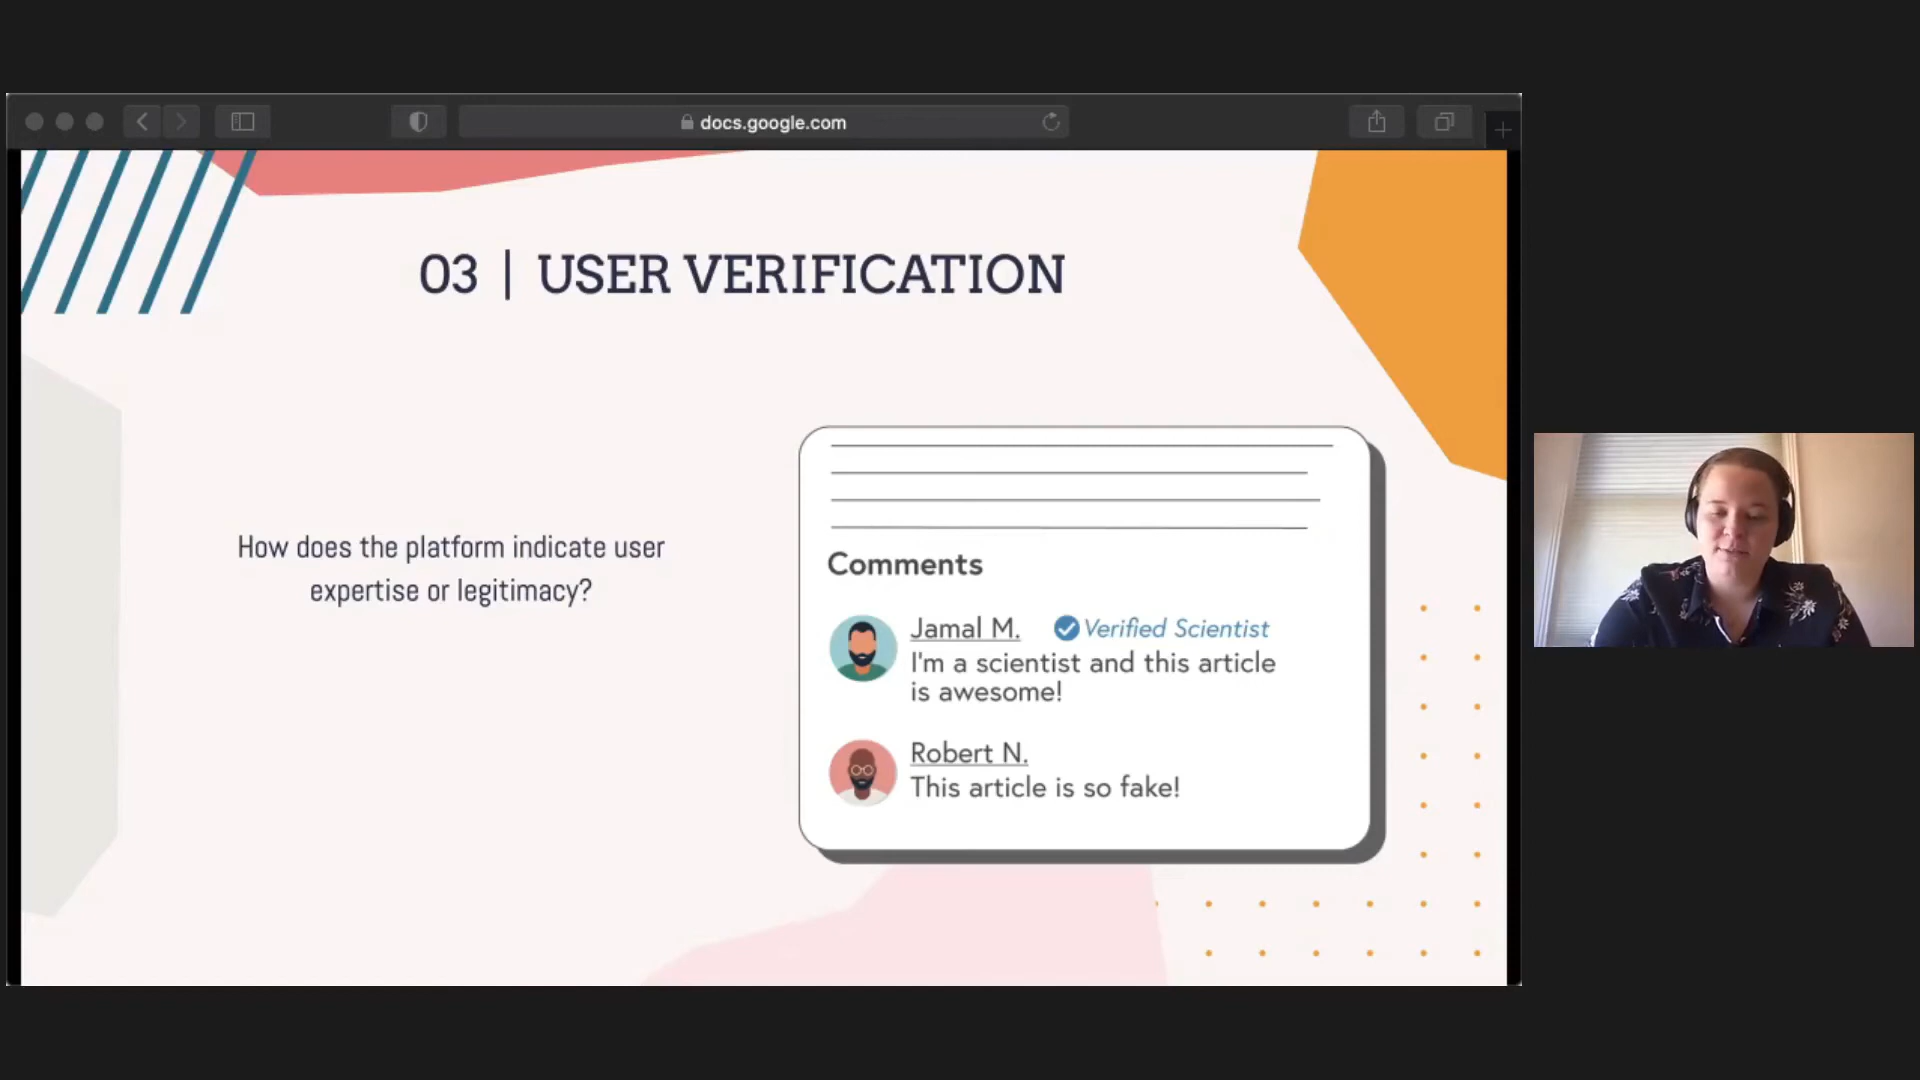 docs.google.com
03 | USER VERIFICATION
How does the platform indicate user
expertise or legitimacy?
Comments
Jamal M. Verified Scientist
I'm a scientist and this article
is awesome!
Robert N.
This article is so fake!